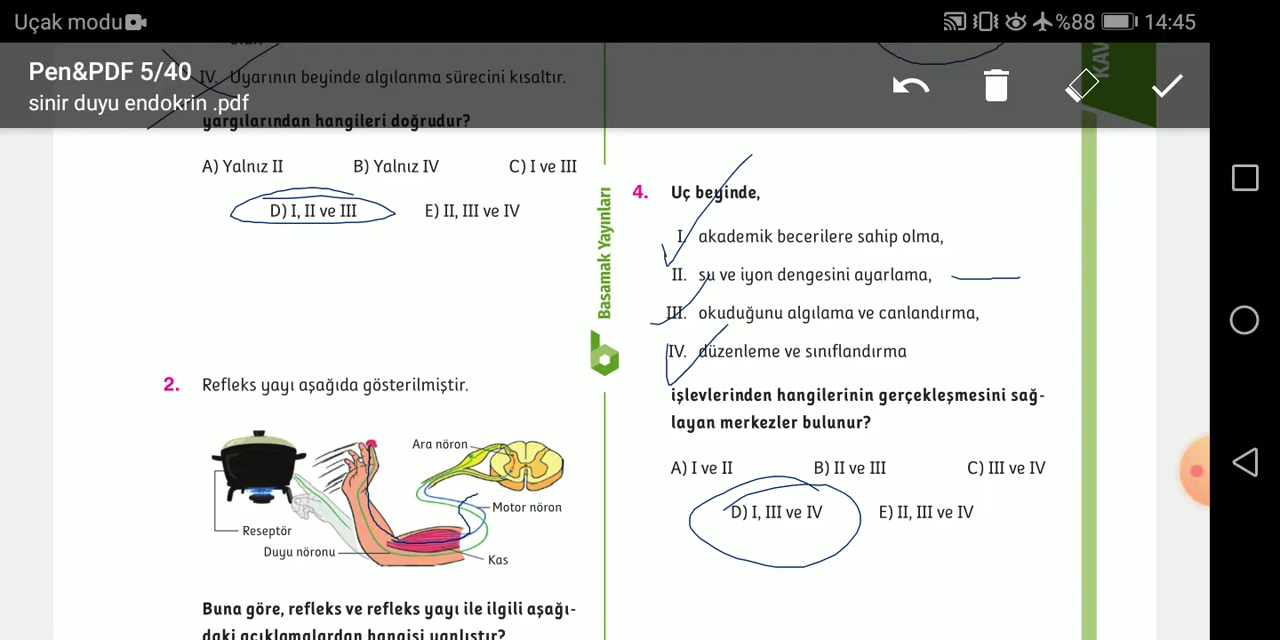 Uçak modu
%88 14:45
Pen&PDF 5/40
sinir duyu endokrin .pdf
IV. Uyarının beyinde algılanma sürecini kısaltır.
yargılarından hangileri doğrudur?
A) Yalnız II B) Yalnız IV C) I ve III
D) I, II ve III E) II, III ve IV
2. Refleks yayı aşağıda gösterilmiştir.
Ara nöron
Motor nöron
Reseptör
Duyu nöronu
Kas
Buna göre, refleks ve refleks yayı ile ilgili aşağı-
daki açıklamalardan hangisi yanlıştır?
Basamak Yayınları
KAV
4. Uç beyinde,
I. akademik becerilere sahip olma,
II. su ve iyon dengesini ayarlama,
III. okuduğunu algılama ve canlandırma,
IV. düzenleme ve sınıflandırma
işlevlerinden hangilerinin gerçekleşmesini sağ-
layan merkezler bulunur?
A) I ve II B) II ve III C) III ve IV
D) I, III ve IV E) II, III ve IV